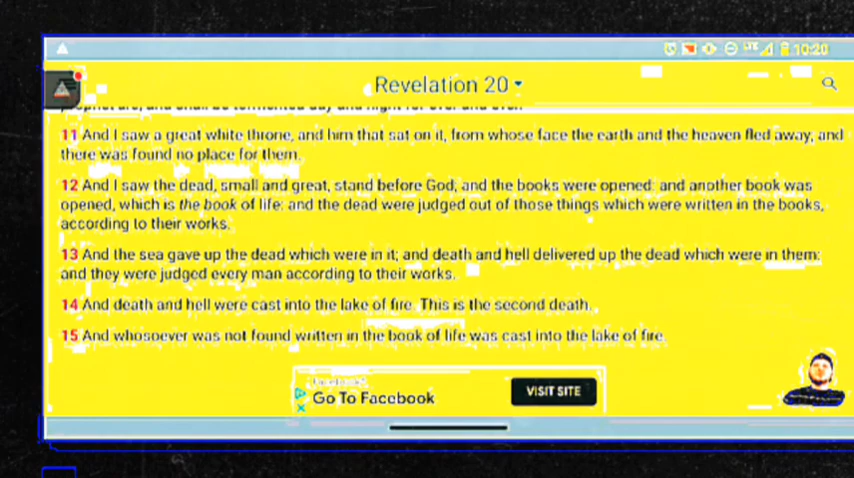 10:20
Revelation 20
11 And I saw a great white throne, and him that sat on it, from whose face the earth and the heaven fled away; and
there was found no place for them.
12 And I saw the dead, small and great, stand before God; and the books were opened: and another book was
opened, which is the book of life: and the dead were judged out of those things which were written in the books,
according to their works.
13 And the sea gave up the dead which were in it; and death and hell delivered up the dead which were in them:
and they were judged every man according to their works.
14 And death and hell were cast into the lake of fire. This is the second death.
15 And whosoever was not found written in the book of life was cast into the lake of fire.
Go To Facebook
VISIT SITE